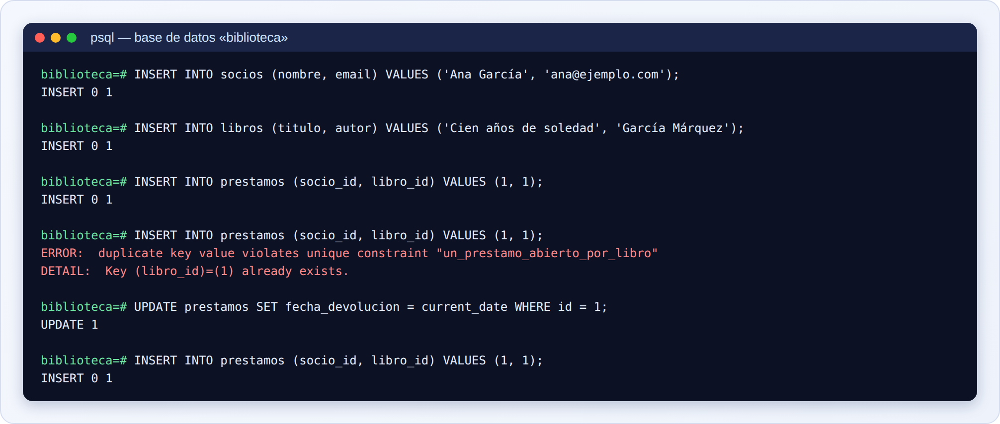 psql — base de datos «biblioteca»
biblioteca=# INSERT INTO socios (nombre, email) VALUES ('Ana García', 'ana@ejemplo.com');
INSERT 0 1
biblioteca=# INSERT INTO libros (titulo, autor) VALUES ('Cien años de soledad', 'García Márquez');
INSERT 0 1
biblioteca=# INSERT INTO prestamos (socio_id, libro_id) VALUES (1, 1);
INSERT 0 1
biblioteca=# INSERT INTO prestamos (socio_id, libro_id) VALUES (1, 1);
ERROR:  duplicate key value violates unique constraint "un_prestamo_abierto_por_libro"
DETAIL:  Key (libro_id)=(1) already exists.
biblioteca=# UPDATE prestamos SET fecha_devolucion = current_date WHERE id = 1;
UPDATE 1
biblioteca=# INSERT INTO prestamos (socio_id, libro_id) VALUES (1, 1);
INSERT 0 1